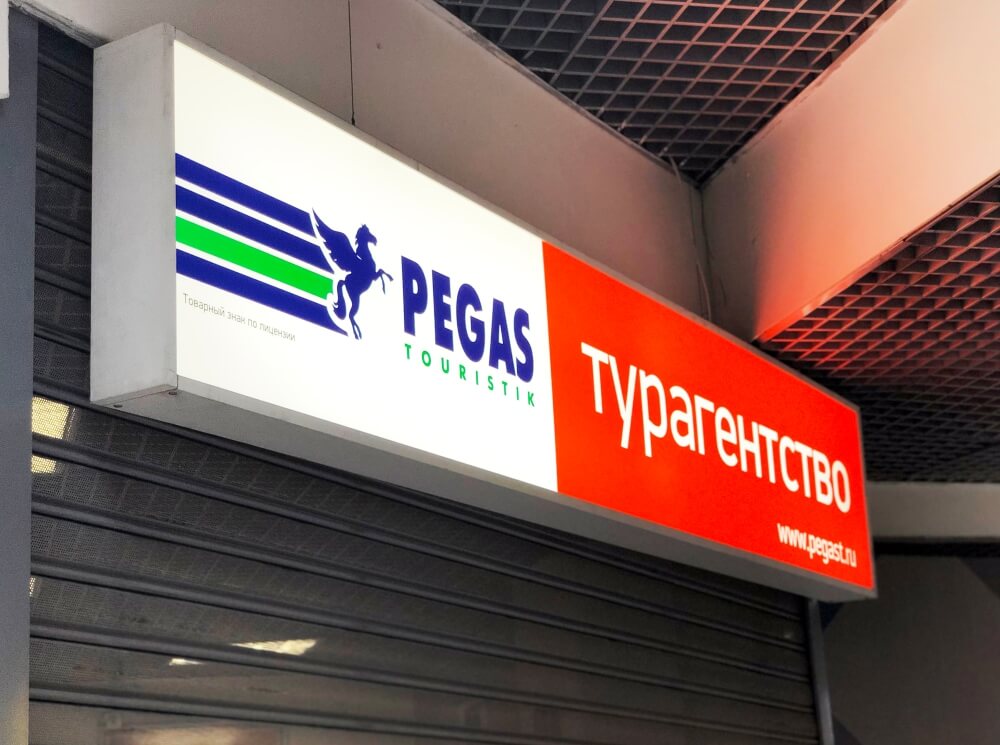 Товарный знак по лицензии
PEGAS
TOURISTIK
турагентство
www.pegast.ru